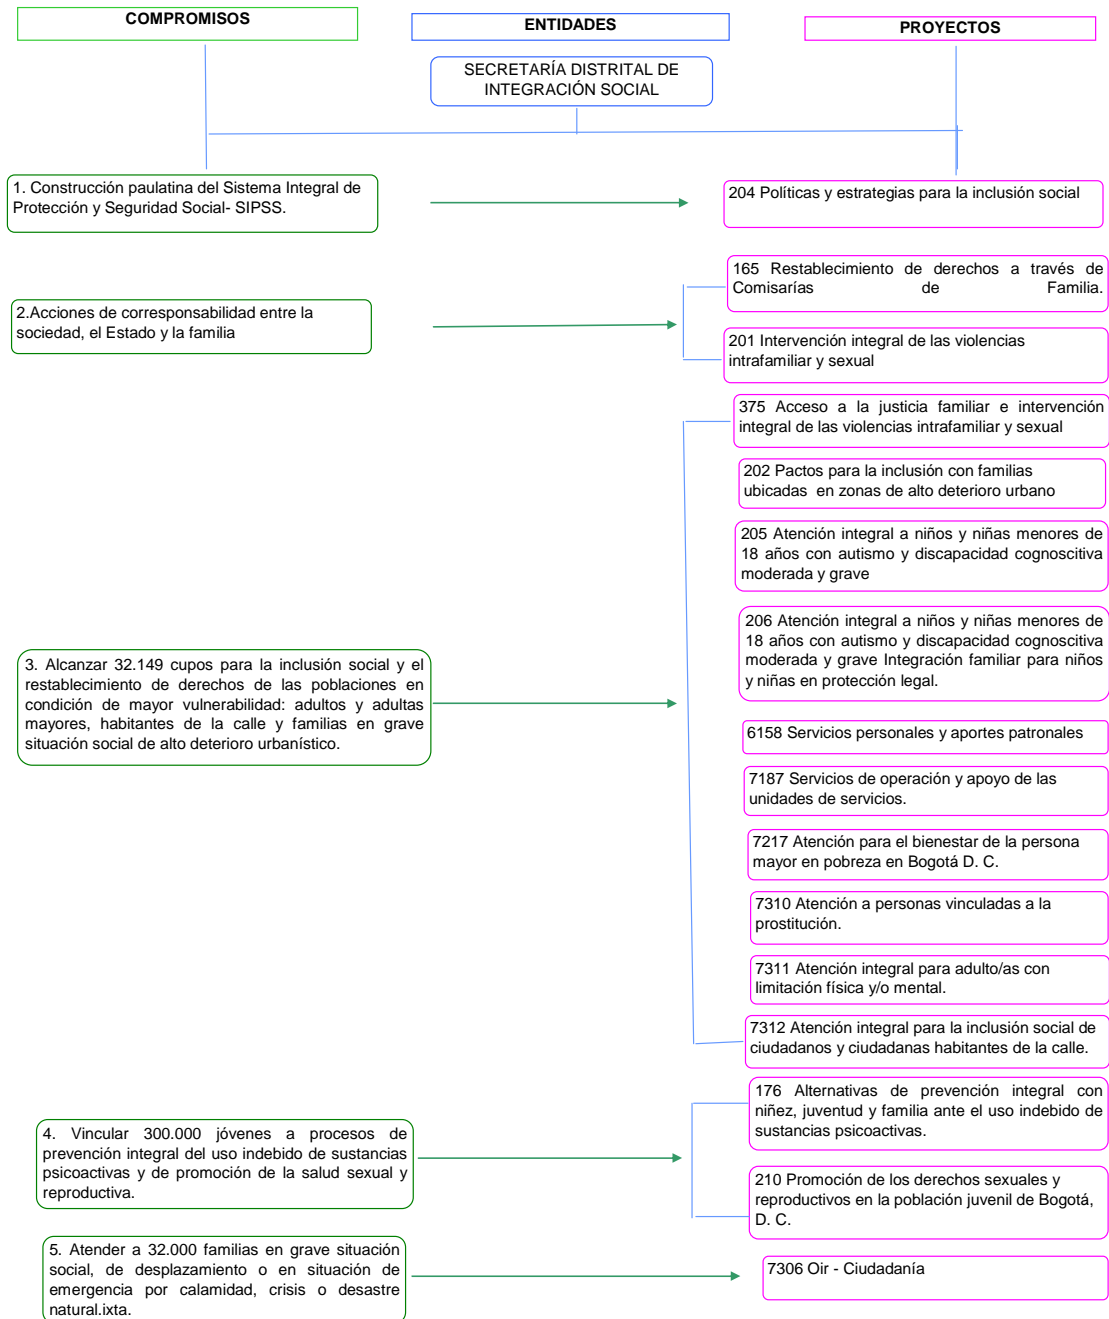 COMPROMISOS
ENTIDADES
PROYECTOS
SECRETARÍA DISTRITAL DE
INTEGRACIÓN SOCIAL
1. Construcción paulatina del Sistema Integral de
Protección y Seguridad Social- SIPSS.
204 Políticas y estrategias para la inclusión social
2.Acciones de corresponsabilidad entre la
sociedad, el Estado y la familia
165 Restablecimiento de derechos a través de
Comisarías de Familia.
201 Intervención integral de las violencias
intrafamiliar y sexual
3. Alcanzar 32.149 cupos para la inclusión social y el
restablecimiento de derechos de las poblaciones en
condición de mayor vulnerabilidad: adultos y adultas
mayores, habitantes de la calle y familias en grave
situación social de alto deterioro urbanístico.
375 Acceso a la justicia familiar e intervención
integral de las violencias intrafamiliar y sexual
202 Pactos para la inclusión con familias
ubicadas en zonas de alto deterioro urbano
205 Atención integral a niños y niñas menores de
18 años con autismo y discapacidad cognoscitiva
moderada y grave
206 Atención integral a niños y niñas menores de
18 años con autismo y discapacidad cognoscitiva
moderada y grave Integración familiar para niños
y niñas en protección legal.
6158 Servicios personales y aportes patronales
7187 Servicios de operación y apoyo de las
unidades de servicios.
7217 Atención para el bienestar de la persona
mayor en pobreza en Bogotá D. C.
7310 Atención a personas vinculadas a la
prostitución.
7311 Atención integral para adulto/as con
limitación física y/o mental.
7312 Atención integral para la inclusión social de
ciudadanos y ciudadanas habitantes de la calle.
4. Vincular 300.000 jóvenes a procesos de
prevención integral del uso indebido de sustancias
psicoactivas y de promoción de la salud sexual y
reproductiva.
176 Alternativas de prevención integral con
niñez, juventud y familia ante el uso indebido de
sustancias psicoactivas.
210 Promoción de los derechos sexuales y
reproductivos en la población juvenil de Bogotá,
D. C.
5. Atender a 32.000 familias en grave situación
social, de desplazamiento o en situación de
emergencia por calamidad, crisis o desastre
natural.ixta.
7306 Oir - Ciudadanía